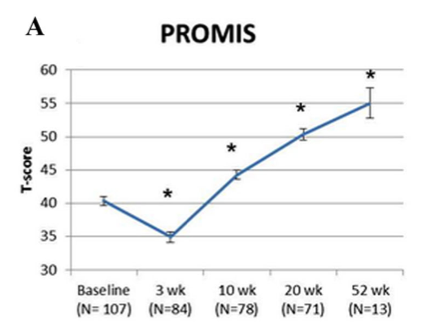 A
PROMIS
60
55
50
45
40
35
30
T-score
*
*
*
*
Baseline 3 wk 10 wk 20 wk 52 wk
(N= 107) (N=84) (N=78) (N=71) (N=13)